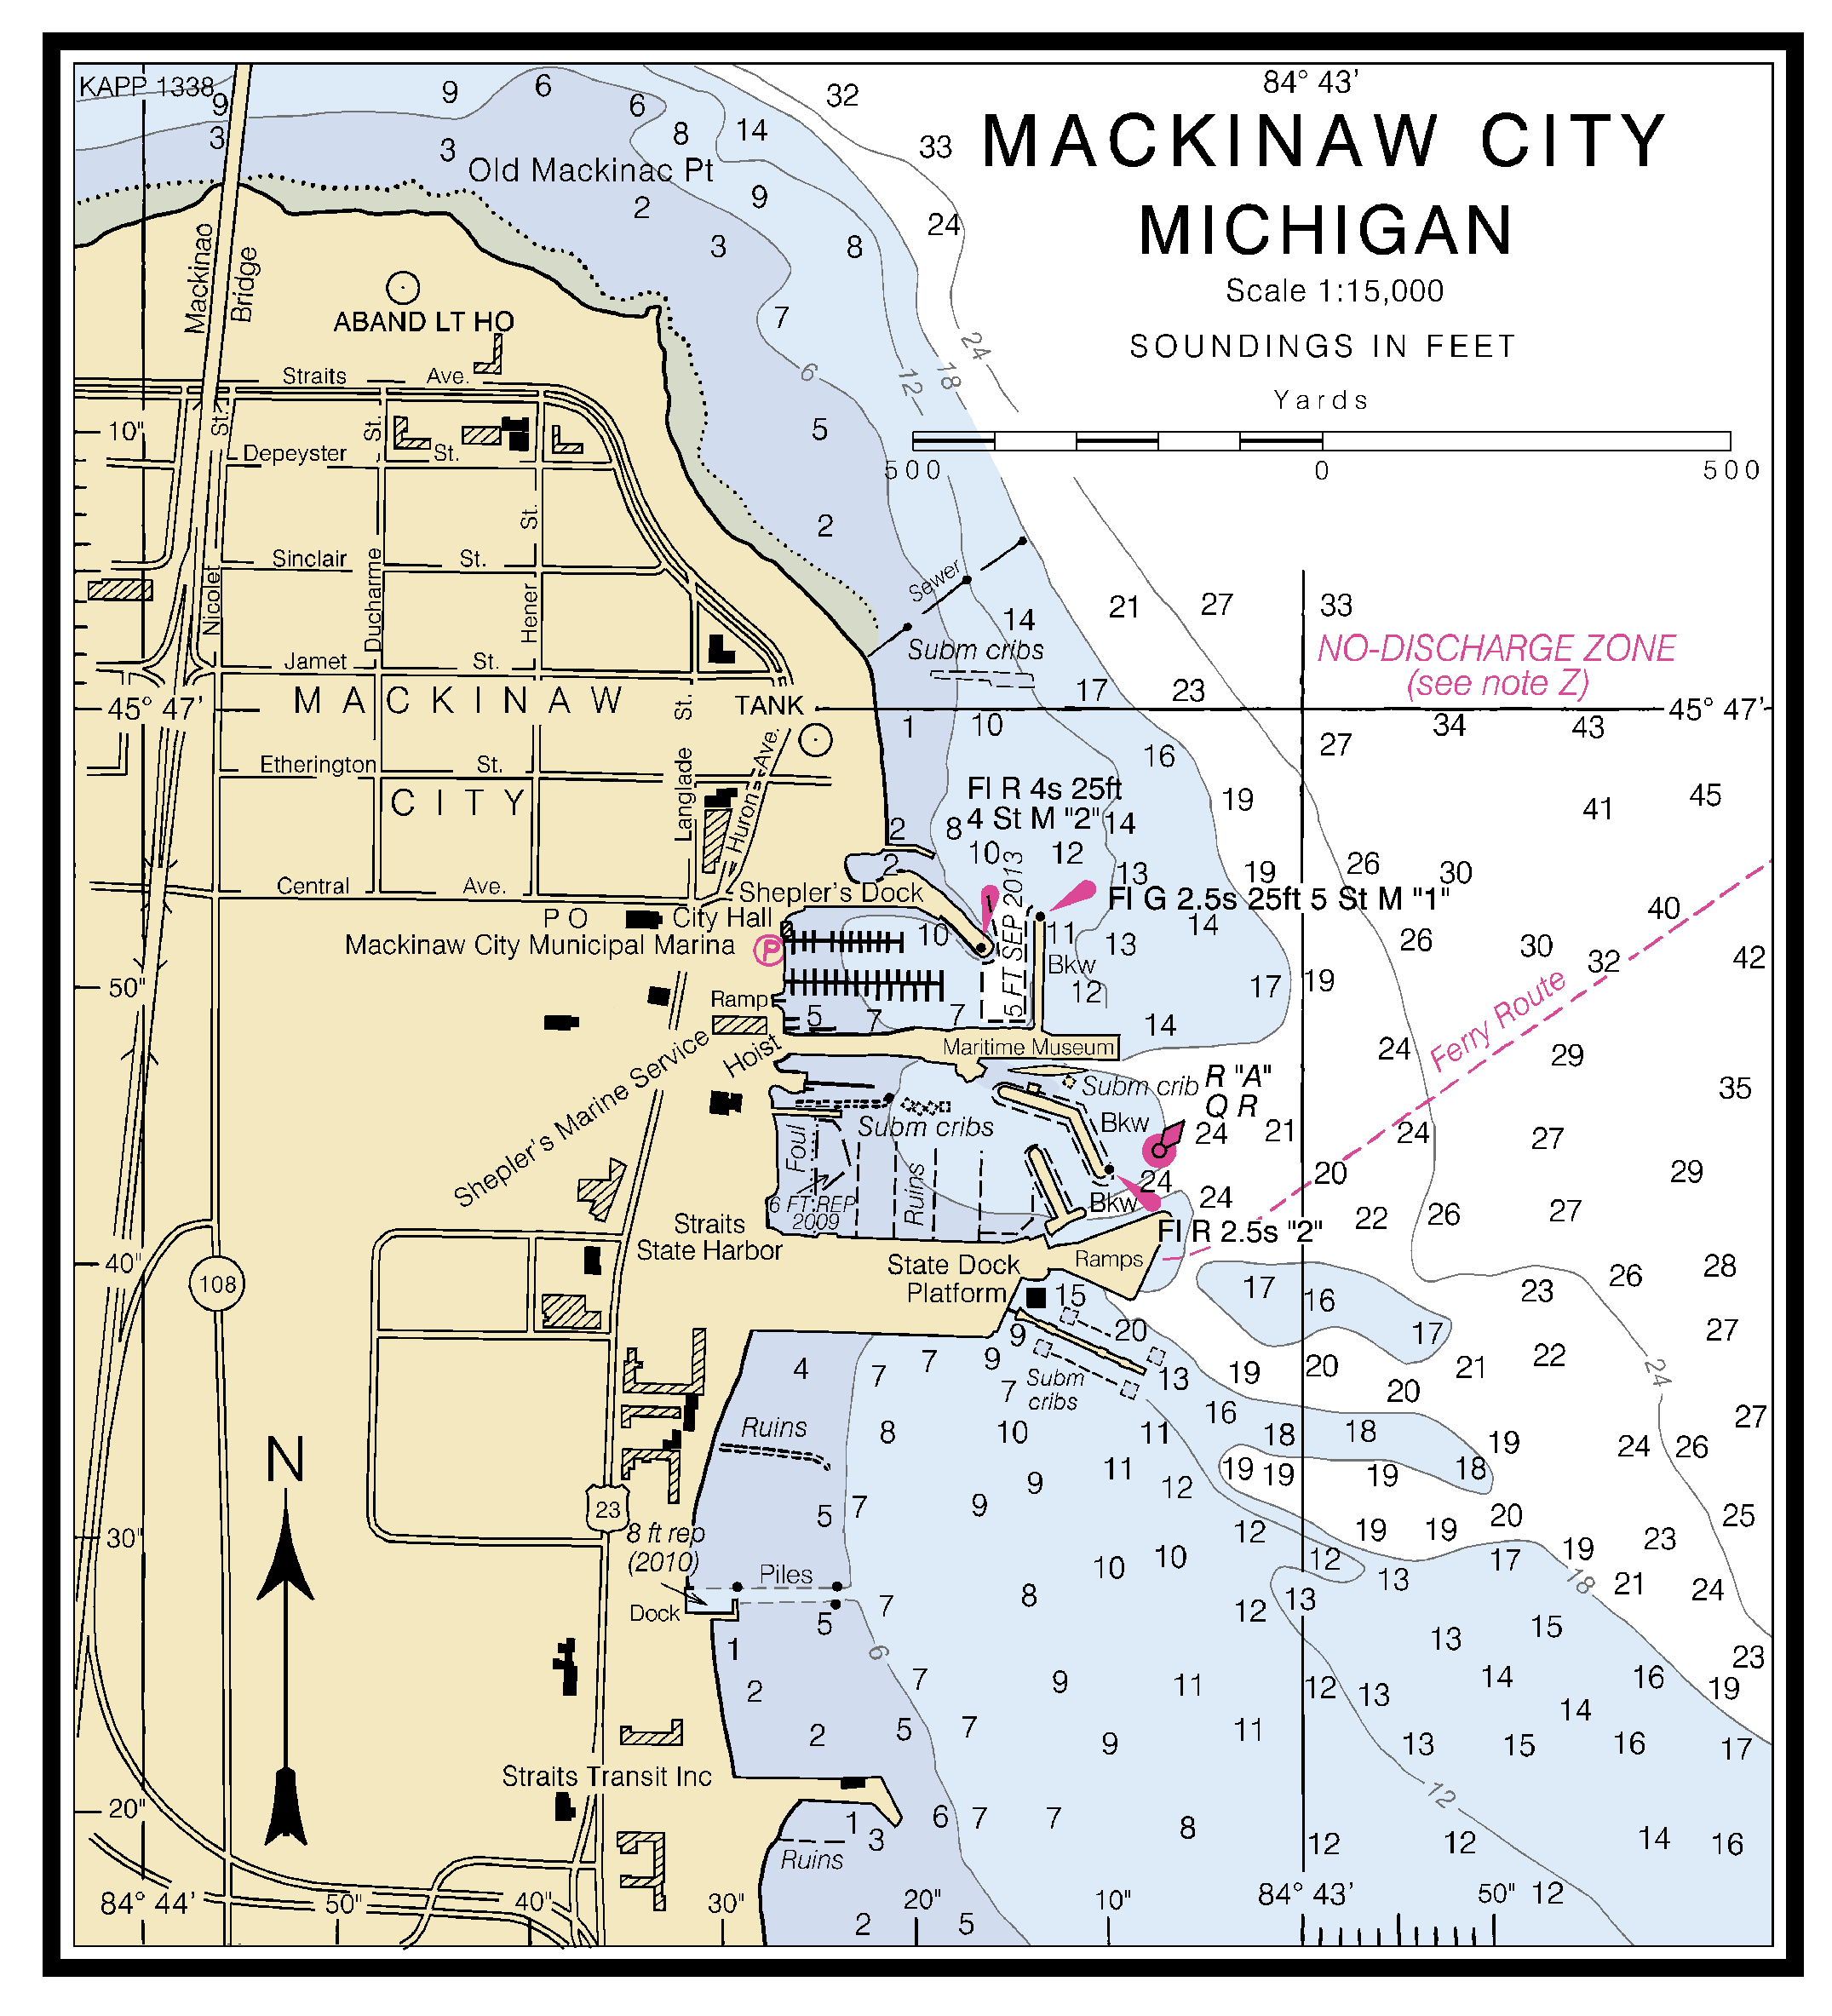 KAPP 1338
84° 43'
MACKINAW CITY
MICHIGAN
Scale 1:15,000
SOUNDINGS IN FEET
Yards
500 0 500
9 9 6 6 32
3 3 8 14 33
Old Mackinac Pt
2 9 24
3 8
Mackinao
Bridge
7
ABAND LT HO
24
6 12 18
Straits Ave.
10"
St. St.
5
Depeyster St.
2
St.
Sinclair St.
Sewer
Nicolet
Ducharme
Hener
14 21 27 33
Subm cribs
NO-DISCHARGE ZONE
(see note Z)
Jamet St.
17 23
MACKINAW
St.
TANK
45° 47'
45° 47'
1 10 27 34 43
16
Etherington St.
Langlade
Huron Ave.
CITY
Fl R 4s 25ft
4 St M "2"
19 41 45
2 8 14
10 12
2 13 19 26 30
Central Ave.
Shepler's Dock
5 FT SEP 2013
Fl G 2.5s 25ft 5 St M "1"
P O City Hall
40
Mackinaw City Municipal Marina
P
10 11 13 14 26 30 32 42
Bkw
50"
12 17 19
Ramp
5 7 7 14
Ferry Route
Hoist
Maritime Museum
24 29
Shepler's Marine Service
Subm crib
R "A"
Q R
35
Subm cribs
Bkw
24 21 24 27
Foul
Ruins
24 20 29
6 FT REP
2009
Bkw
24 22 26 27
Fl R 2.5s "2"
Straits
State Harbor
40"
State Dock
Platform
Ramps
108
28
15 17 16 23 26
9 20 17 27
4 7 7 9 13 19 20 21 22
Subm
cribs
7 20 24
16 27
Ruins
8 10 11 18 18 19 24 26
N
9 11 12 19 19 19 18
23
5 7 9 20 25
30"
8 ft rep
(2010)
12 19 19 19 23
10 10 12 17
Piles
13 18 21 24
Dock
7 8 12 13
5 15
1 13
6 23
2 7 9 11 12 13 14 16 19
14
2 5 7 9 11 13 15 16 17
Straits Transit Inc
12
20"
1 6 7 7 8
3 12 12 14 16
Ruins
84° 44' 50" 40" 30" 20" 10" 84° 43' 50" 12
2 5